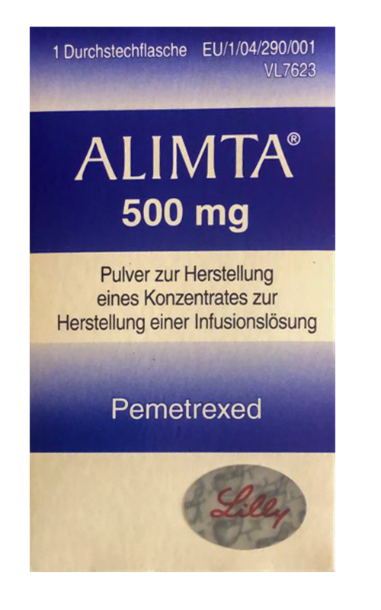 1 Durchstechflasche EU/1/04/290/001
VL7623
ALIMTA®
500 mg
Pulver zur Herstellung
eines Konzentrates zur
Herstellung einer Infusionslösung
Pemetrexed
Lilly